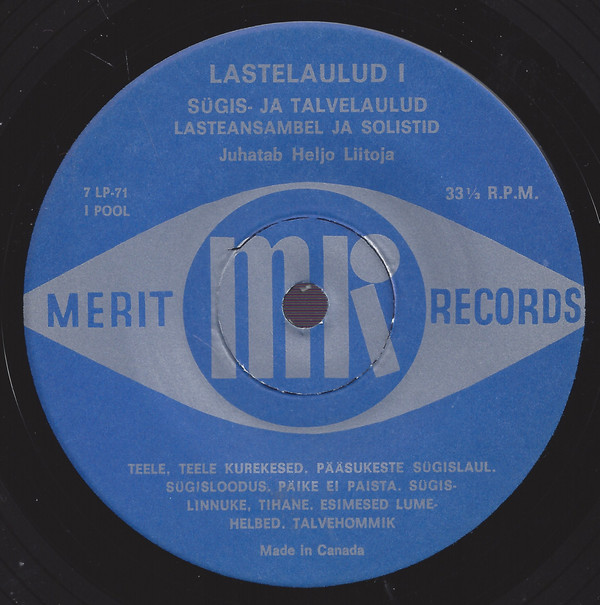 LASTELAULUD I
SÜGIS- JA TALVELAULUD
LASTEANSAMBEL JA SOLISTID
Juhatab Heljo Liitoja
7 LP-71
I POOL
33⅓ R.P.M.
MERIT
MR
RECORDS
TEELE, TEELE KUREKESED. PÄÄSUKESTE SÜGISLAUL.
SÜGISLOODUS. PÄIKE EI PAISTA. SÜGIS-
LINNUKE, TIHANE. ESIMESED LUME-
HELBED. TALVEHOMMIK
Made in Canada